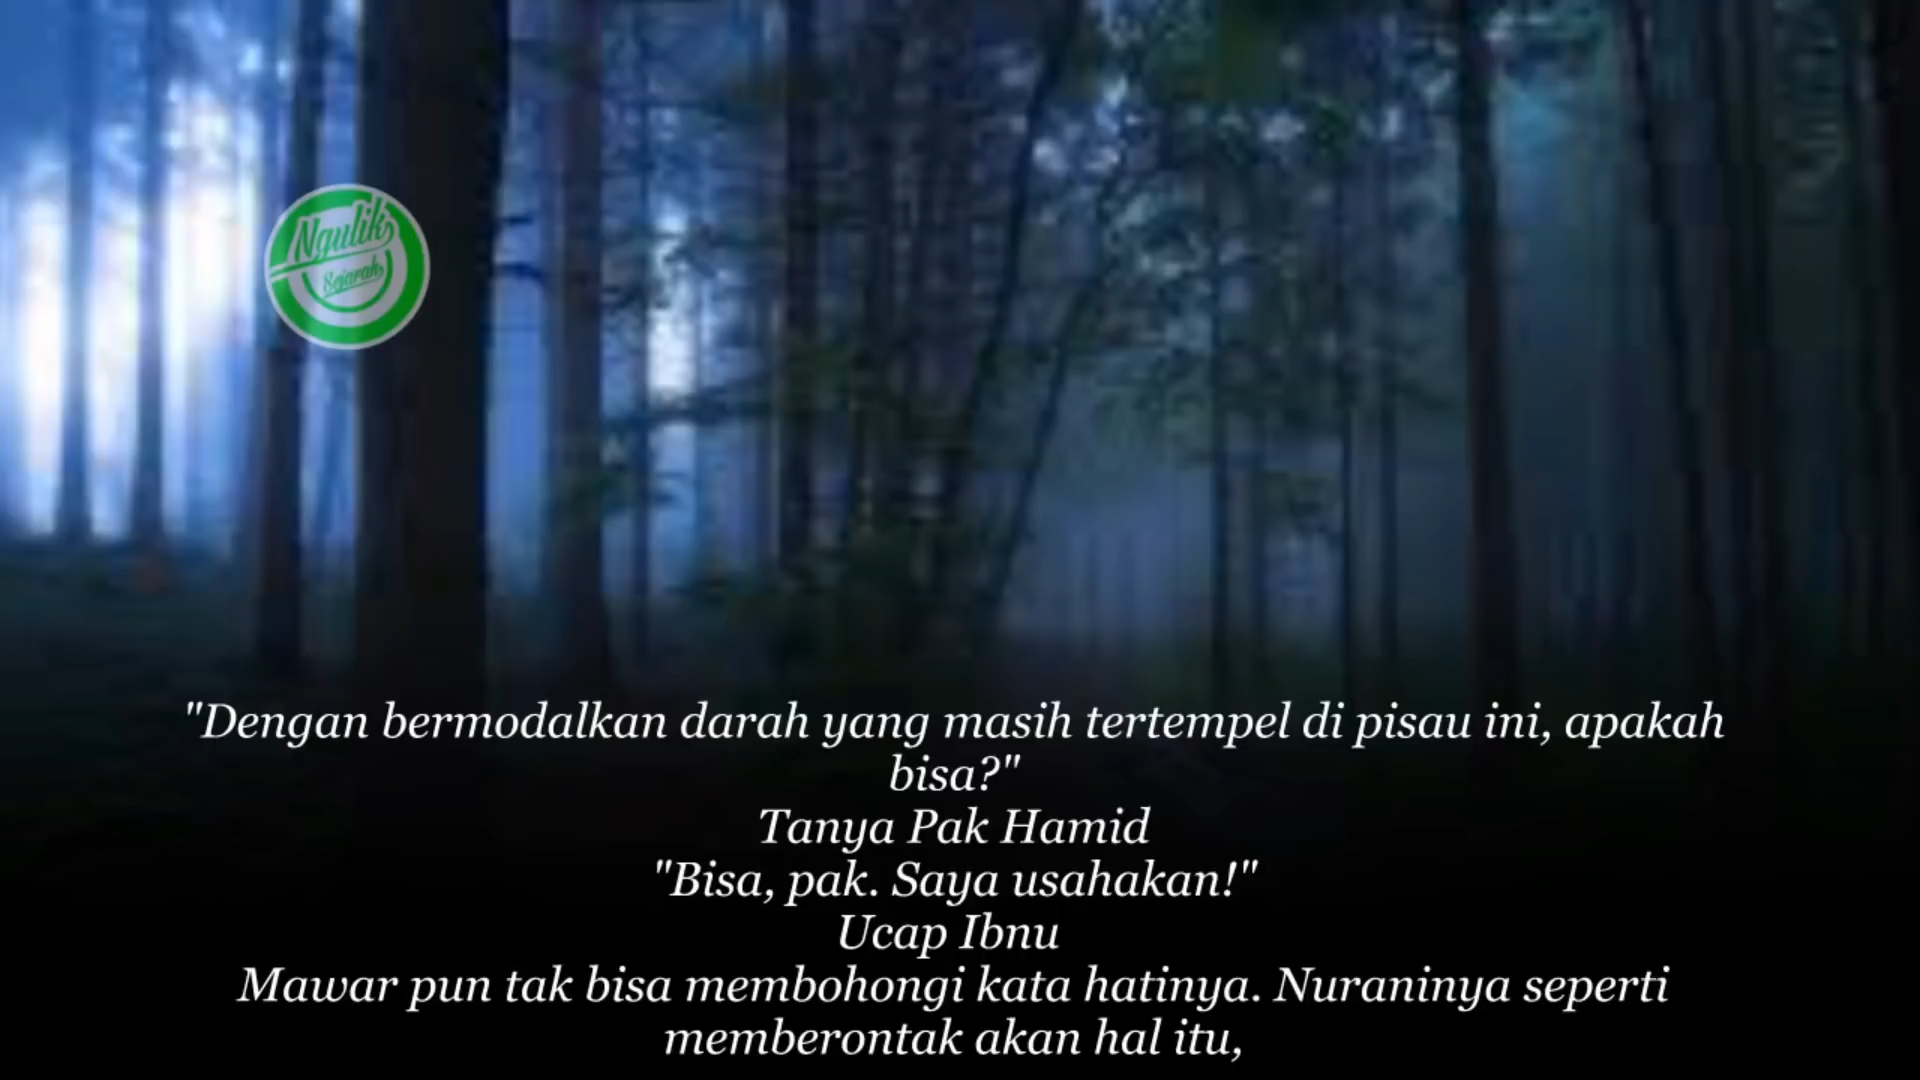 Ngulik
Sejarah
"Dengan bermodalkan darah yang masih tertempel di pisau ini, apakah
bisa?"
Tanya Pak Hamid
"Bisa, pak. Saya usahakan!"
Ucap Ibnu
Mawar pun tak bisa membohongi kata hatinya. Nuraninya seperti
memberontak akan hal itu,